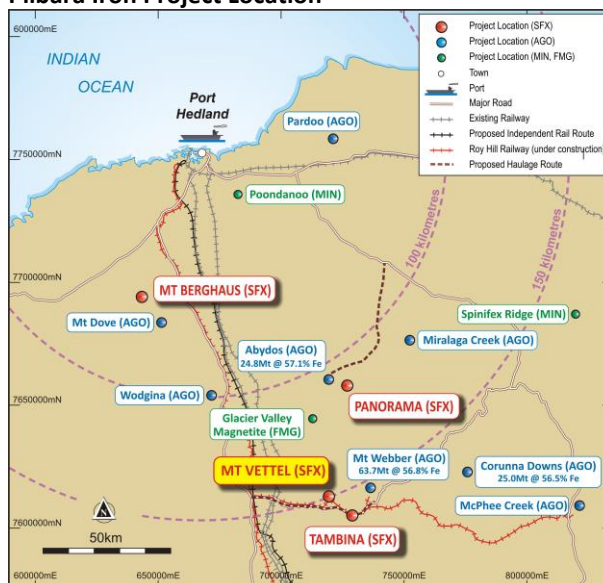 Pilbara Iron Project Location
600000mE
700000mE
800000mE
7750000mN
7700000mN
7650000mN
7600000mN
INDIAN
OCEAN
Port
Hedland
Pardoo (AGO)
Poondanoo (MIN)
Project Location (SFX)
Project Location (AGO)
Project Location (MIN, FMG)
Town
Port
Major Road
Existing Railway
Proposed Independent Rail Route
Roy Hill Railway (under construction)
Proposed Haulage Route
100 kilometres
150 kilometres
MT BERGHAUS (SFX)
Mt Dove (AGO)
Spinifex Ridge (MIN)
Abydos (AGO)
24.8Mt @ 57.1% Fe
Miralaga Creek (AGO)
Wodgina (AGO)
PANORAMA (SFX)
Glacier Valley
Magnetite (FMG)
MT VETTEL (SFX)
Mt Webber (AGO)
63.7Mt @ 56.8% Fe
Corunna Downs (AGO)
25.0Mt @ 56.5% Fe
McPhee Creek (AGO)
TAMBINA (SFX)
50km
600000mE
650000mE
700000mE
750000mE
800000mE